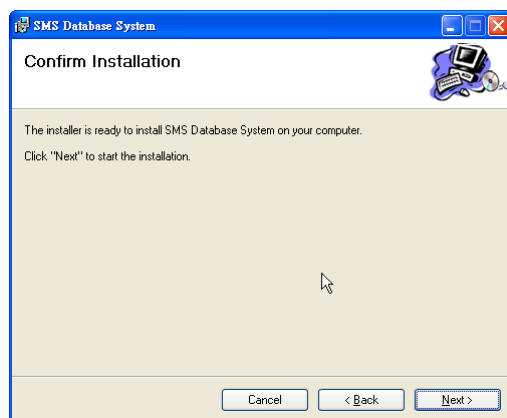 SMS Database System
Confirm Installation
The installer is ready to install SMS Database System on your computer.
Click "Next" to start the installation.
Cancel
< Back
Next >